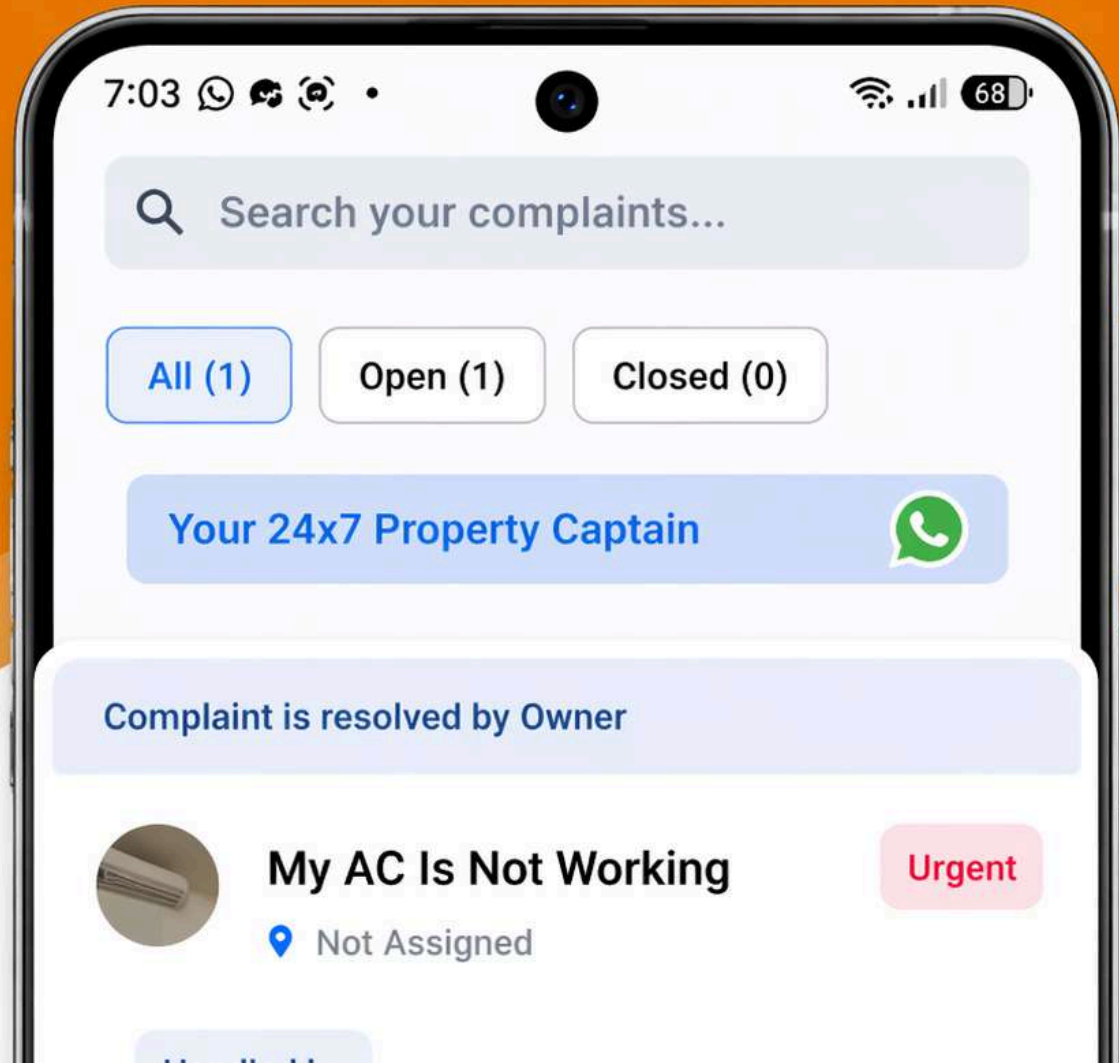 7:03
68
Search your complaints...
All (1)
Open (1)
Closed (0)
Your 24x7 Property Captain
Complaint is resolved by Owner
My AC Is Not Working
Urgent
Not Assigned